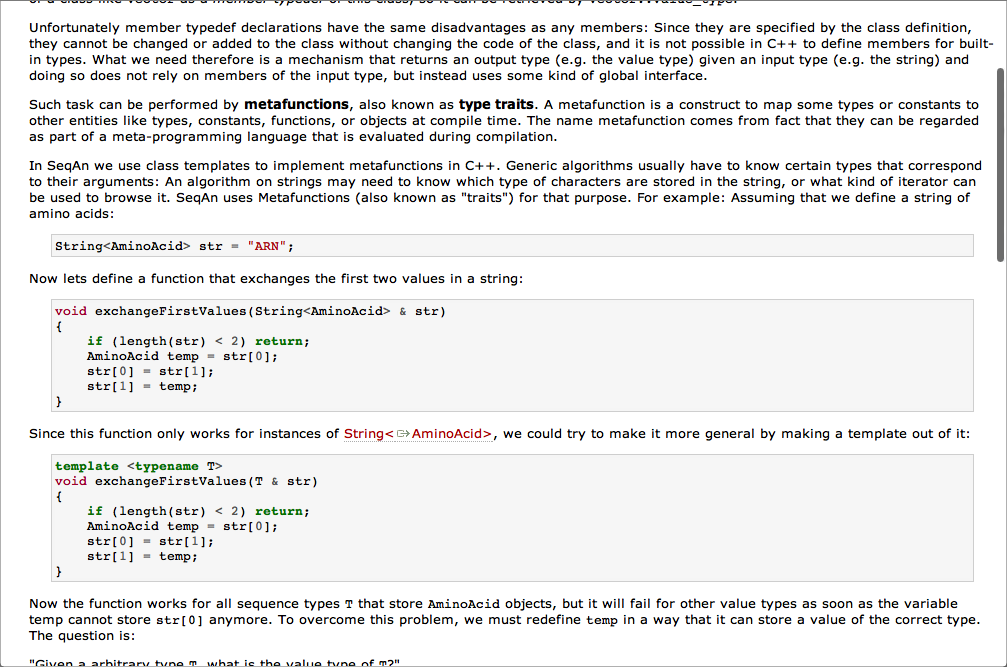 Unfortunately member typedef declarations have the same disadvantages as any members: Since they are specified by the class definition,
they cannot be changed or added to the class without changing the code of the class, and it is not possible in C++ to define members for built-
in types. What we need therefore is a mechanism that returns an output type (e.g. the value type) given an input type (e.g. the string) and
doing so does not rely on members of the input type, but instead uses some kind of global interface.
Such task can be performed by metafunctions, also known as type traits. A metafunction is a construct to map some types or constants to
other entities like types, constants, functions, or objects at compile time. The name metafunction comes from fact that they can be regarded
as part of a meta-programming language that is evaluated during compilation.
In SeqAn we use class templates to implement metafunctions in C++. Generic algorithms usually have to know certain types that correspond
to their arguments: An algorithm on strings may need to know which type of characters are stored in the string, or what kind of iterator can
be used to browse it. SeqAn uses Metafunctions (also known as "traits") for that purpose. For example: Assuming that we define a string of
amino acids:
String<AminoAcid> str = "ARN";
Now lets define a function that exchanges the first two values in a string:
void exchangeFirstValues(String<AminoAcid> & str)
{
    if (length(str) < 2) return;
    AminoAcid temp = str[0];
    str[0] = str[1];
    str[1] = temp;
}
Since this function only works for instances of String<AminoAcid>, we could try to make it more general by making a template out of it:
template <typename T>
void exchangeFirstValues(T & str)
{
    if (length(str) < 2) return;
    AminoAcid temp = str[0];
    str[0] = str[1];
    str[1] = temp;
}
Now the function works for all sequence types T that store AminoAcid objects, but it will fail for other value types as soon as the variable
temp cannot store str[0] anymore. To overcome this problem, we must redefine temp in a way that it can store a value of the correct type.
The question is:
"Given a arbitrary type T, what is the value type of T?"